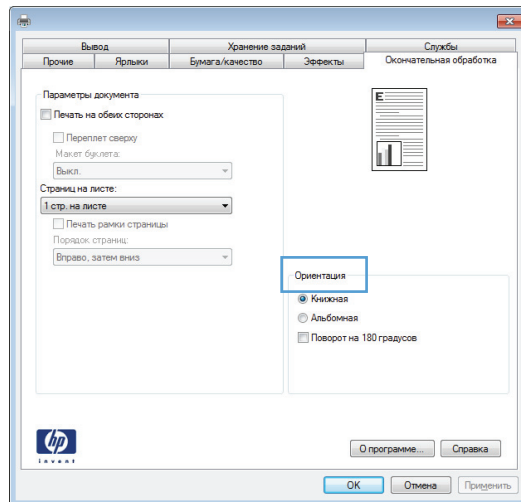 Вывод
Хранение заданий
Службы
Прочие
Ярлыки
Бумага/качество
Эффекты
Окончательная обработка
Параметры документа
Печать на обеих сторонах
Переплет сверху
Макет буклета:
Выкл.
Страниц на листе:
1 стр. на листе
Печать рамки страницы
Порядок страниц:
Вправо, затем вниз
E
Ориентация
Книжная
Альбомная
Поворот на 180 градусов
hp
invent
О программе...
Справка
OK
Отмена
Применить